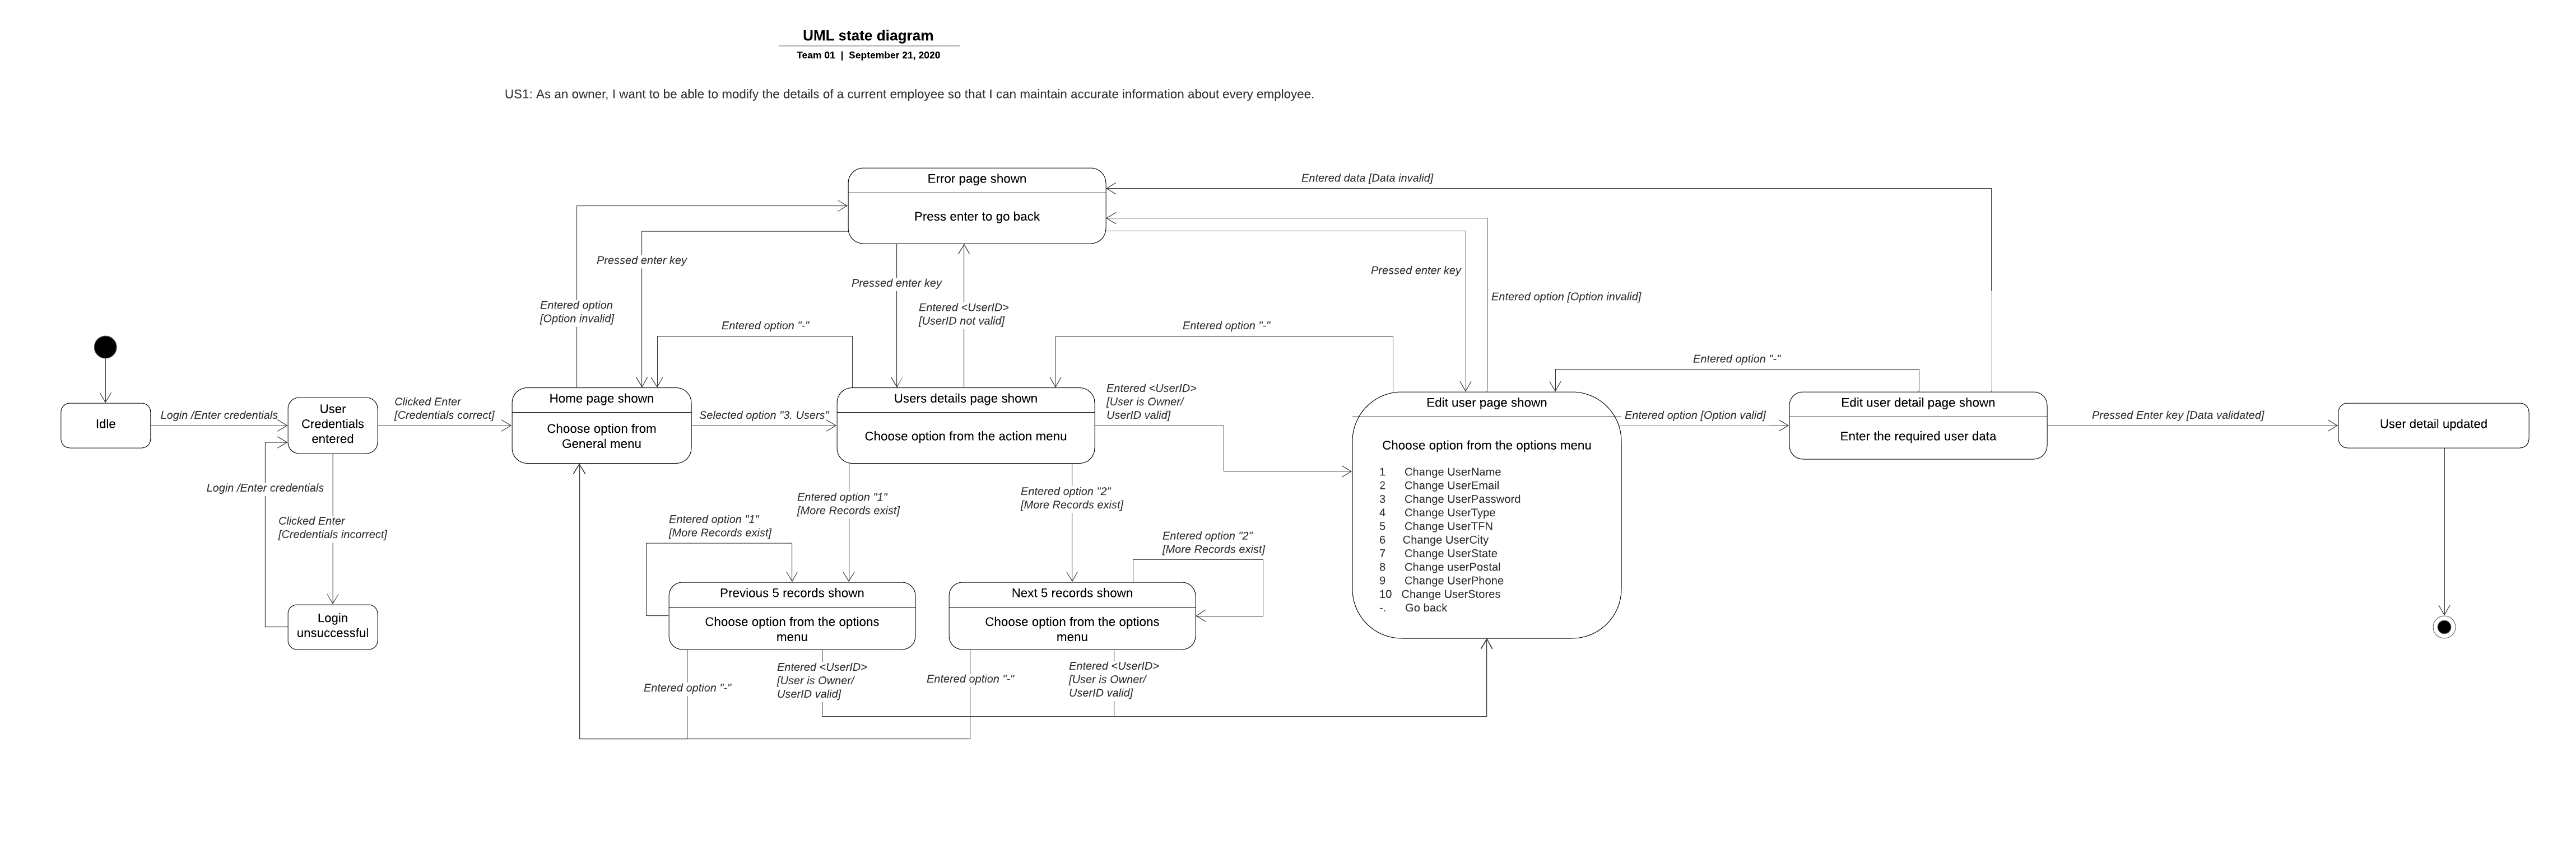 UML state diagram
Team 01 | September 21, 2020
US1: As an owner, I want to be able to modify the details of a current employee so that I can maintain accurate information about every employee.
Error page shown
Press enter to go back
Entered data [Data invalid]
Pressed enter key
Pressed enter key
Pressed enter key
Entered option
[Option invalid]
Entered <UserID>
[UserID not valid]
Entered option [Option invalid]
Entered option "-"
Entered option "-"
Entered option "-"
Idle
Login /Enter credentials
User
Credentials
entered
Clicked Enter
[Credentials correct]
Home page shown
Choose option from
General menu
Selected option "3. Users"
Users details page shown
Choose option from the action menu
Entered <UserID>
[User is Owner/
UserID valid]
Edit user page shown
Choose option from the options menu
1 Change UserName
2 Change UserEmail
3 Change UserPassword
4 Change UserType
5 Change UserTFN
6 Change UserCity
7 Change UserState
8 Change userPostal
9 Change UserPhone
10 Change UserStores
-. Go back
Entered option [Option valid]
Edit user detail page shown
Enter the required user data
Pressed Enter key [Data validated]
User detail updated
Login /Enter credentials
Clicked Enter
[Credentials incorrect]
Login
unsuccessful
Entered option "1"
[More Records exist]
Entered option "1"
[More Records exist]
Entered option "2"
[More Records exist]
Entered option "2"
[More Records exist]
Previous 5 records shown
Choose option from the options
menu
Next 5 records shown
Choose option from the options
menu
Entered option "-"
Entered <UserID>
[User is Owner/
UserID valid]
Entered option "-"
Entered <UserID>
[User is Owner/
UserID valid]